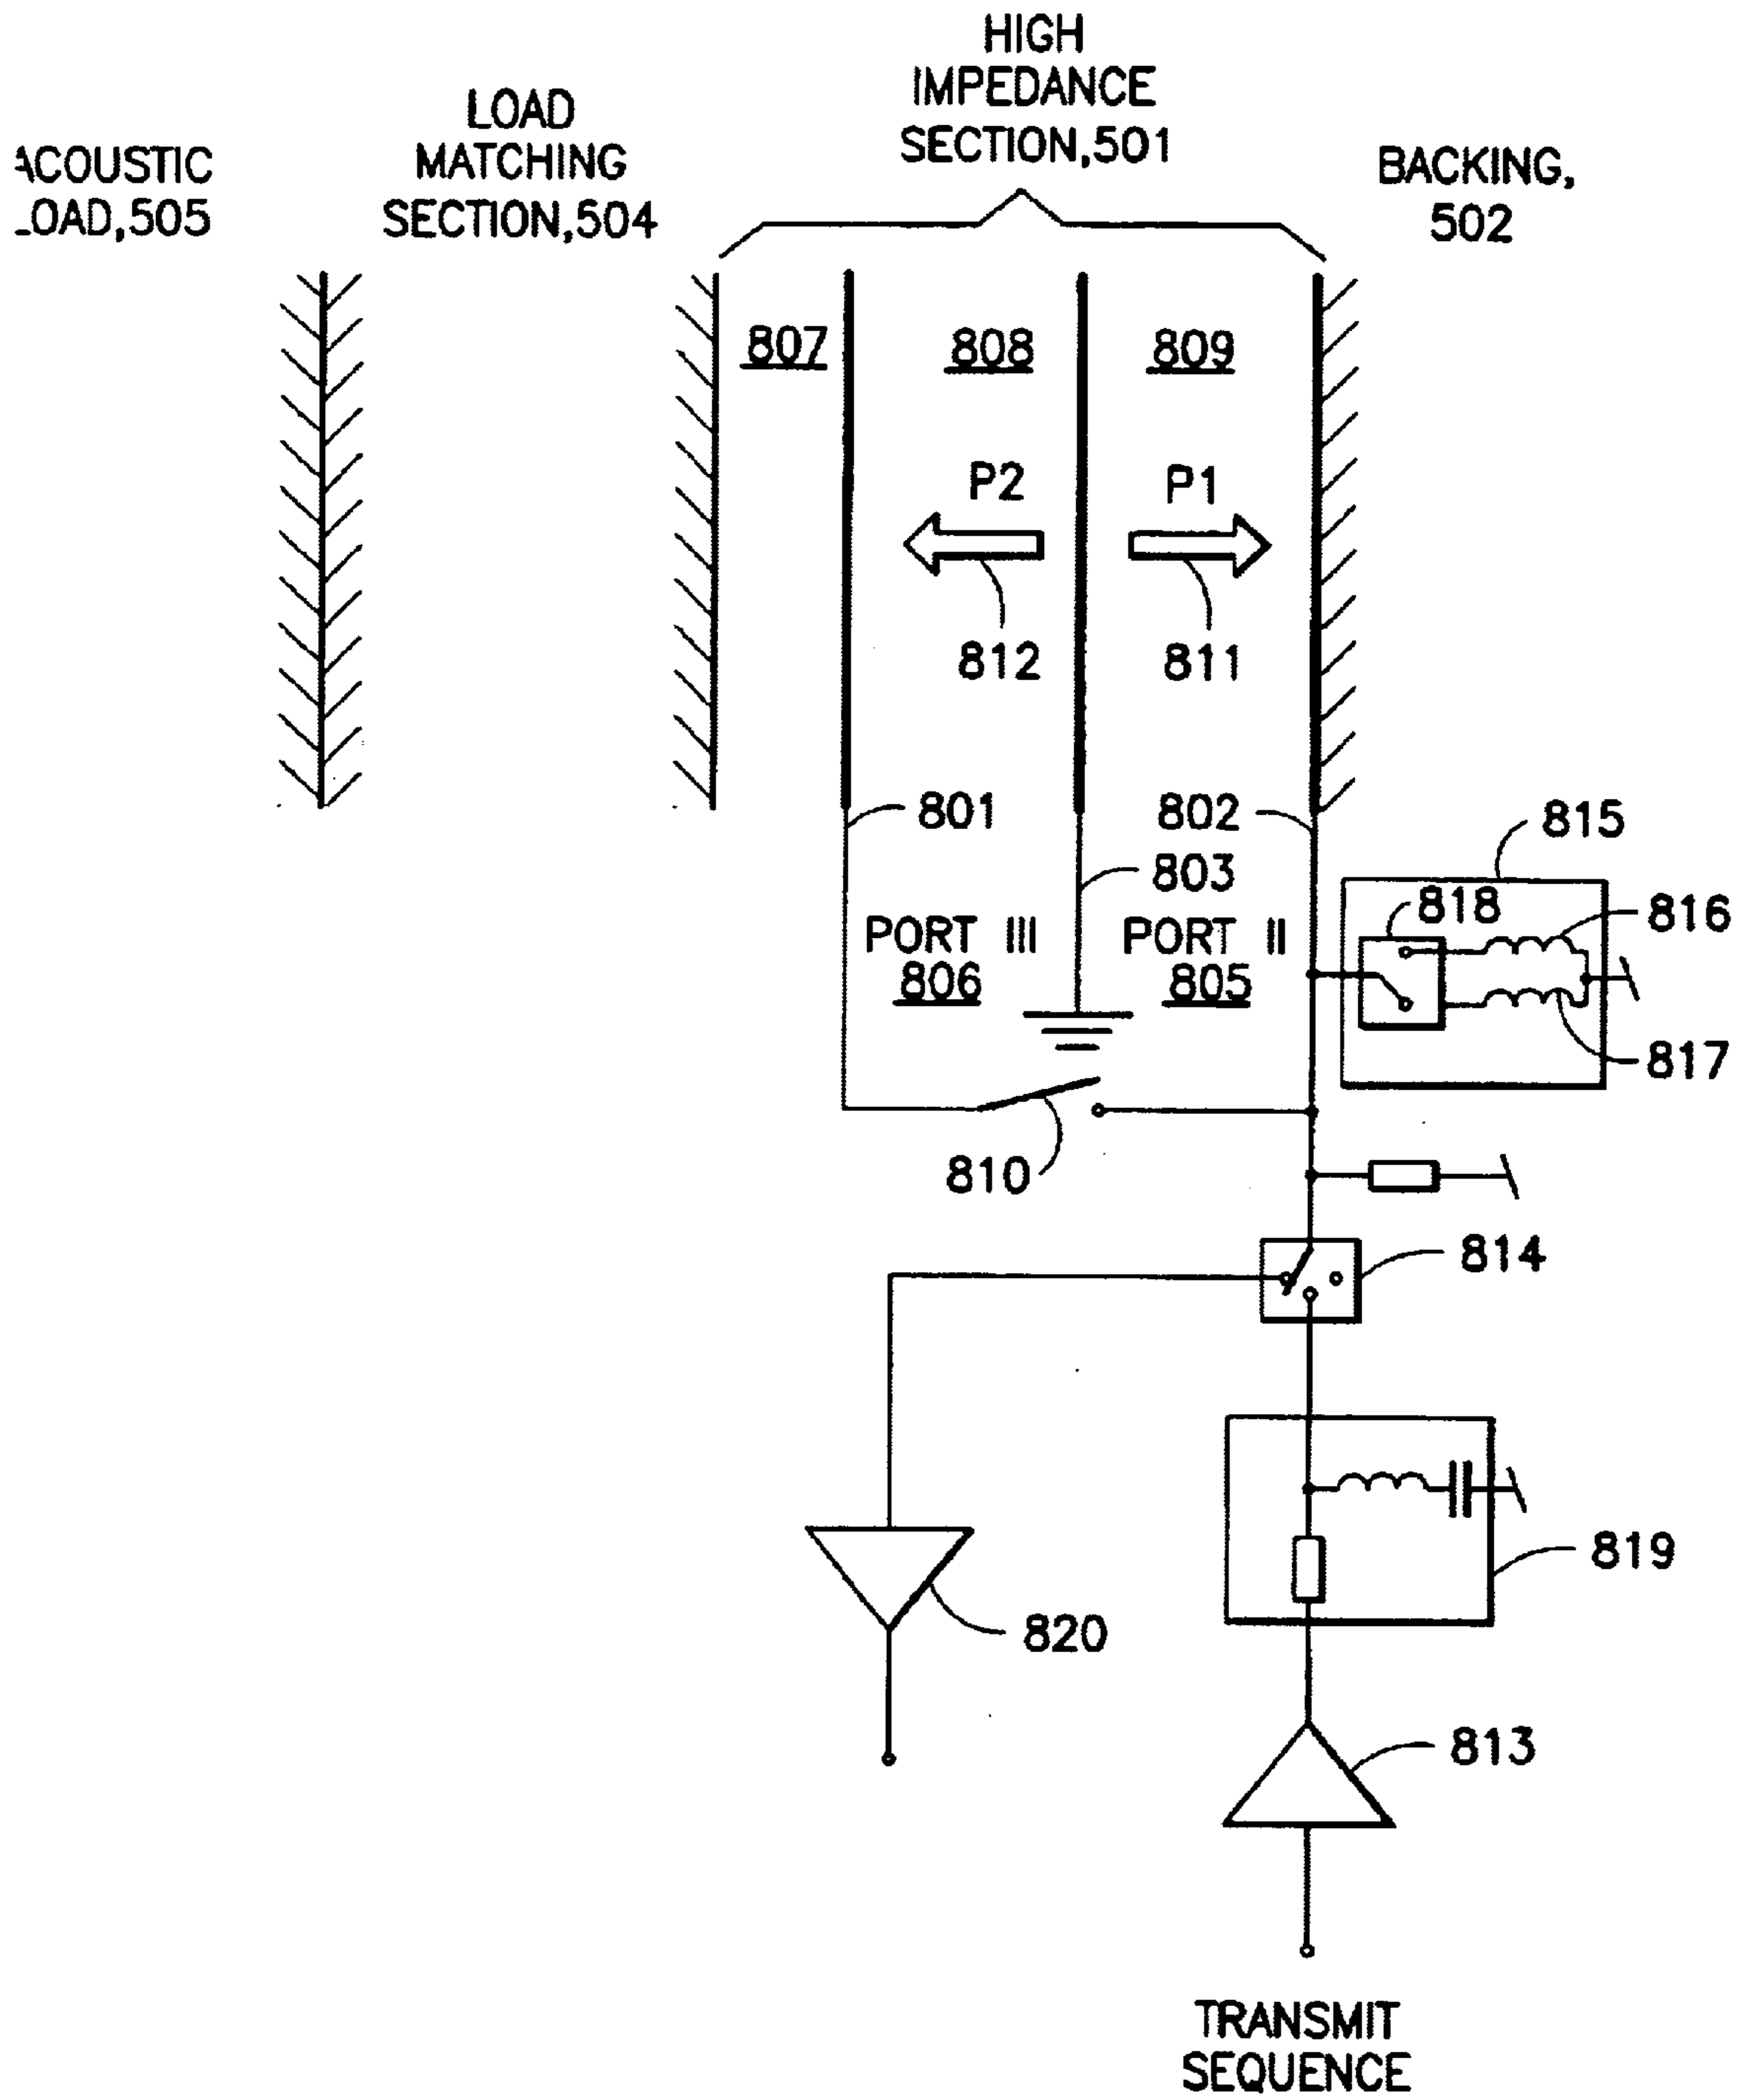 HIGH
IMPEDANCE
SECTION,501
LOAD
MATCHING
SECTION,504
ACOUSTIC
LOAD,505
BACKING,
502
807
808
809
P2
P1
812
811
801
802
803
815
818
816
817
PORT III
806
PORT II
805
810
814
819
820
813
TRANSMIT
SEQUENCE